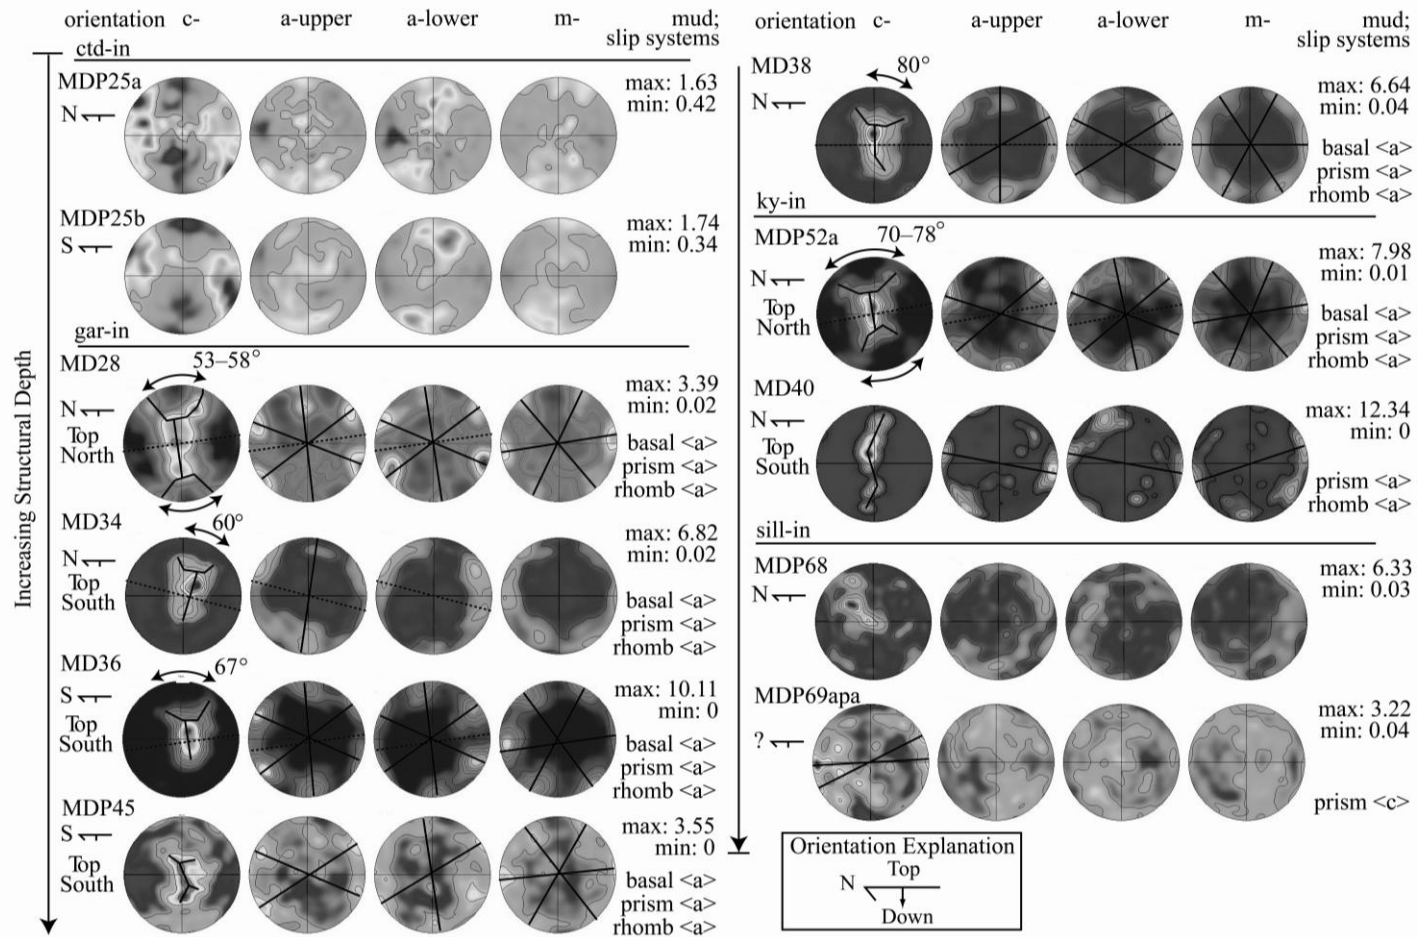 orientation c- a-upper a-lower m- mud;
slip systems
ctd-in
MDP25a
N
max: 1.63
min: 0.42
MDP25b
S
max: 1.74
min: 0.34
gar-in
MD28
53–58°
N
Top
North
max: 3.39
min: 0.02
basal <a>
prism <a>
rhomb <a>
MD34
60°
N
Top
South
max: 6.82
min: 0.02
basal <a>
prism <a>
rhomb <a>
MD36
67°
S
Top
South
max: 10.11
min: 0
basal <a>
prism <a>
rhomb <a>
MDP45
S
Top
South
max: 3.55
min: 0
basal <a>
prism <a>
rhomb <a>
Increasing Structural Depth
orientation c- a-upper a-lower m- mud;
slip systems
MD38
80°
N
max: 6.64
min: 0.04
basal <a>
prism <a>
rhomb <a>
ky-in
MDP52a
70–78°
N
Top
North
max: 7.98
min: 0.01
basal <a>
prism <a>
rhomb <a>
MD40
N
Top
South
max: 12.34
min: 0
prism <a>
rhomb <a>
sill-in
MDP68
N
max: 6.33
min: 0.03
MDP69apa
?
max: 3.22
min: 0.04
prism <c>
Orientation Explanation
Top
N
Down